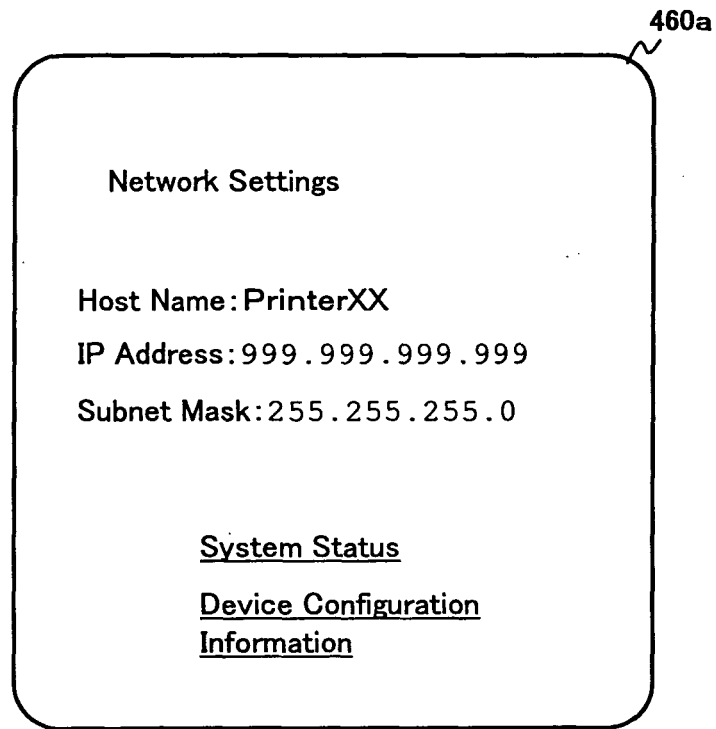 460a
Network Settings
Host Name:PrinterXX
IP Address:999.999.999.999
Subnet Mask:255.255.255.0
System Status
Device Configuration
Information